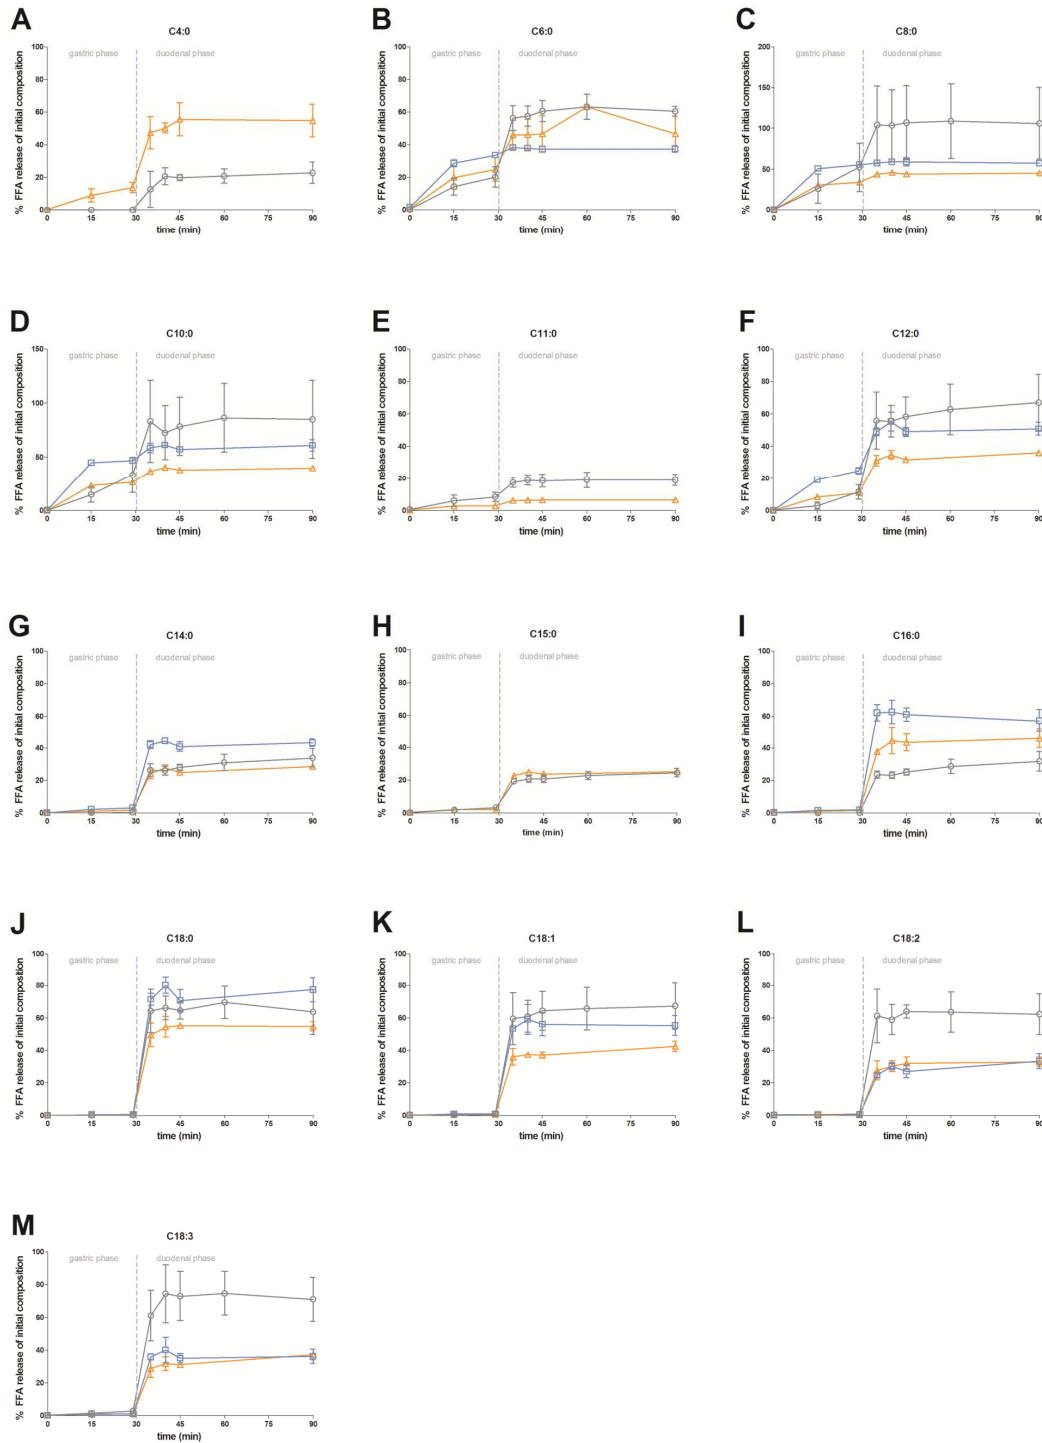 A
C4:0
% FFA release of initial composition
gastric phase
duodenal phase
100
80
60
40
20
0
0 15 30 45 60 75 90
time (min)
B
C6:0
% FFA release of initial composition
gastric phase
duodenal phase
100
80
60
40
20
0
0 15 30 45 60 75 90
time (min)
C
C8:0
% FFA release of initial composition
gastric phase
duodenal phase
200
150
100
50
0
0 15 30 45 60 75 90
time (min)
D
C10:0
% FFA release of initial composition
gastric phase
duodenal phase
150
100
50
0
0 15 30 45 60 75 90
time (min)
E
C11:0
% FFA release of initial composition
gastric phase
duodenal phase
100
80
60
40
20
0
0 15 30 45 60 75 90
time (min)
F
C12:0
% FFA release of initial composition
gastric phase
duodenal phase
100
80
60
40
20
0
0 15 30 45 60 75 90
time (min)
G
C14:0
% FFA release of initial composition
gastric phase
duodenal phase
100
80
60
40
20
0
0 15 30 45 60 75 90
time (min)
H
C15:0
% FFA release of intital composition
gastric phase
duodenal phase
100
80
60
40
20
0
0 15 30 45 60 75 90
time (min)
I
C16:0
% FFA release of initial composition
gastric phase
duodenal phase
100
80
60
40
20
0
0 15 30 45 60 75 90
time (min)
J
C18:0
% FFA release of initial composition
gastric phase
duodenal phase
100
80
60
40
20
0
0 15 30 45 60 75 90
time (min)
K
C18:1
% FFA release of initial composition
gastric phase
duodenal phase
100
80
60
40
20
0
0 15 30 45 60 75 90
time (min)
L
C18:2
% FFA release of initial composition
gastric phase
duodenal phase
100
80
60
40
20
0
0 15 30 45 60 75 90
time (min)
M
C18:3
% FFA release of initial composition
gastric phase
duodenal phase
100
80
60
40
20
0
0 15 30 45 60 75 90
time (min)